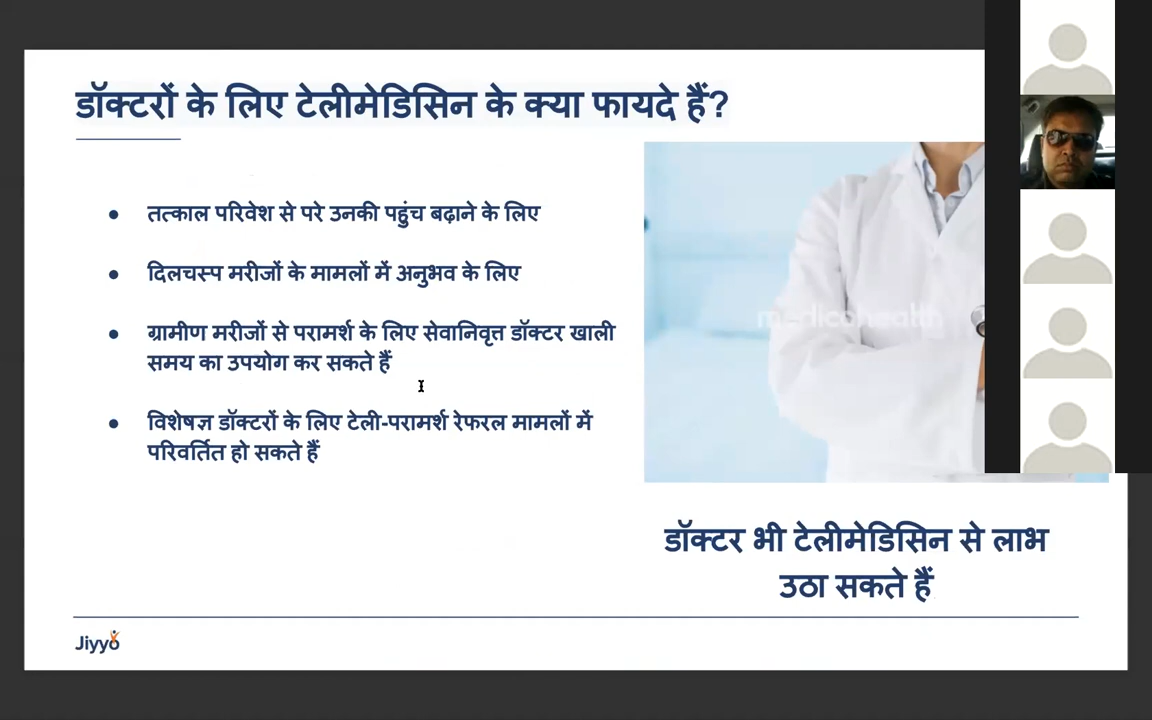 डॉक्टरों के लिए टेलीमेडिसिन के क्या फायदे हैं?
तत्काल परिवेश से परे उनकी पहुंच बढ़ाने के लिए
दिलचस्प मरीजों के मामलों में अनुभव के लिए
ग्रामीण मरीजों से परामर्श के लिए सेवानिवृत्त डॉक्टर खाली
समय का उपयोग कर सकते हैं
विशेषज्ञ डॉक्टरों के लिए टेली-परामर्श रेफरल मामलों में
परिवर्तित हो सकते हैं
medicohealth
डॉक्टर भी टेलीमेडिसिन से लाभ
उठा सकते हैं
Jiyyo